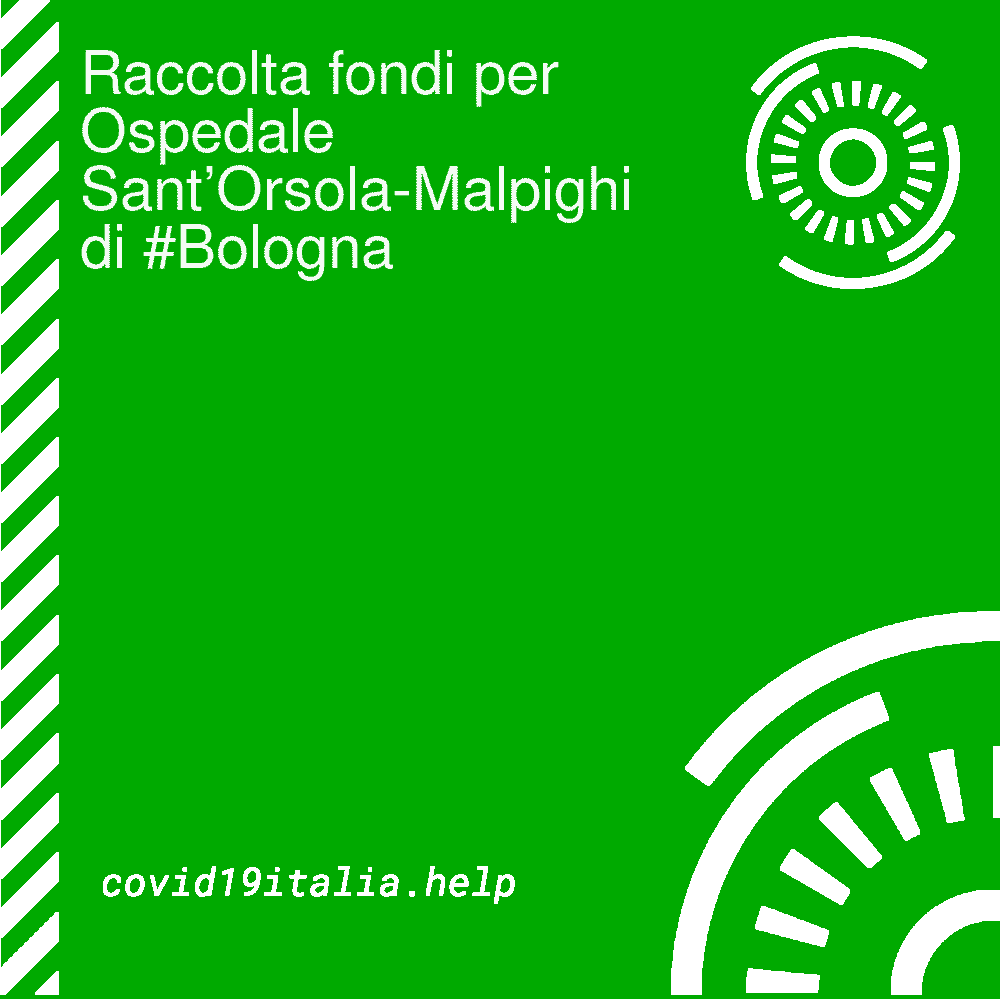 Raccolta fondi per
Ospedale
Sant’Orsola-Malpighi
di #Bologna
covid19italia.help